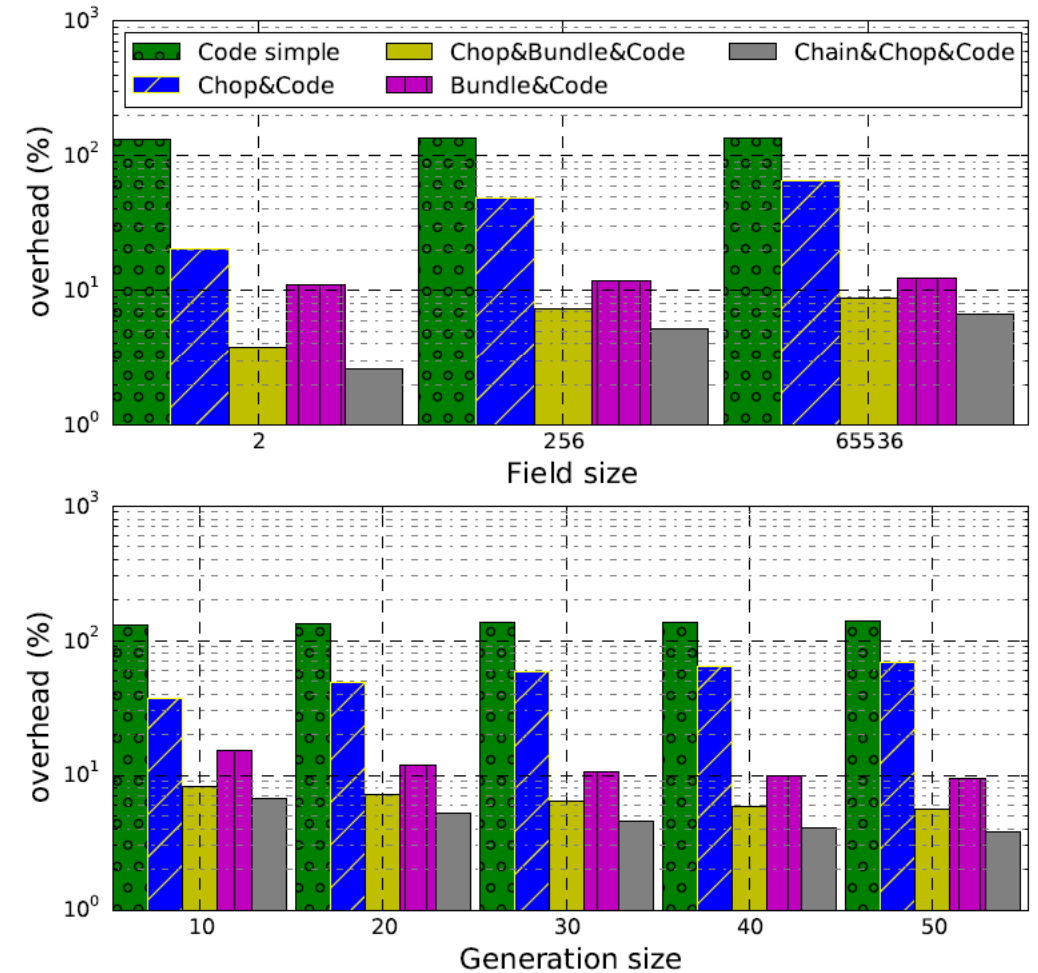 10³
Code simple Chop&Bundle&Code Chain&Chop&Code
Chop&Code Bundle&Code
10²
overhead (%)
10¹
10⁰
2 256 65536
Field size
10³
10²
overhead (%)
10¹
10⁰
10 20 30 40 50
Generation size